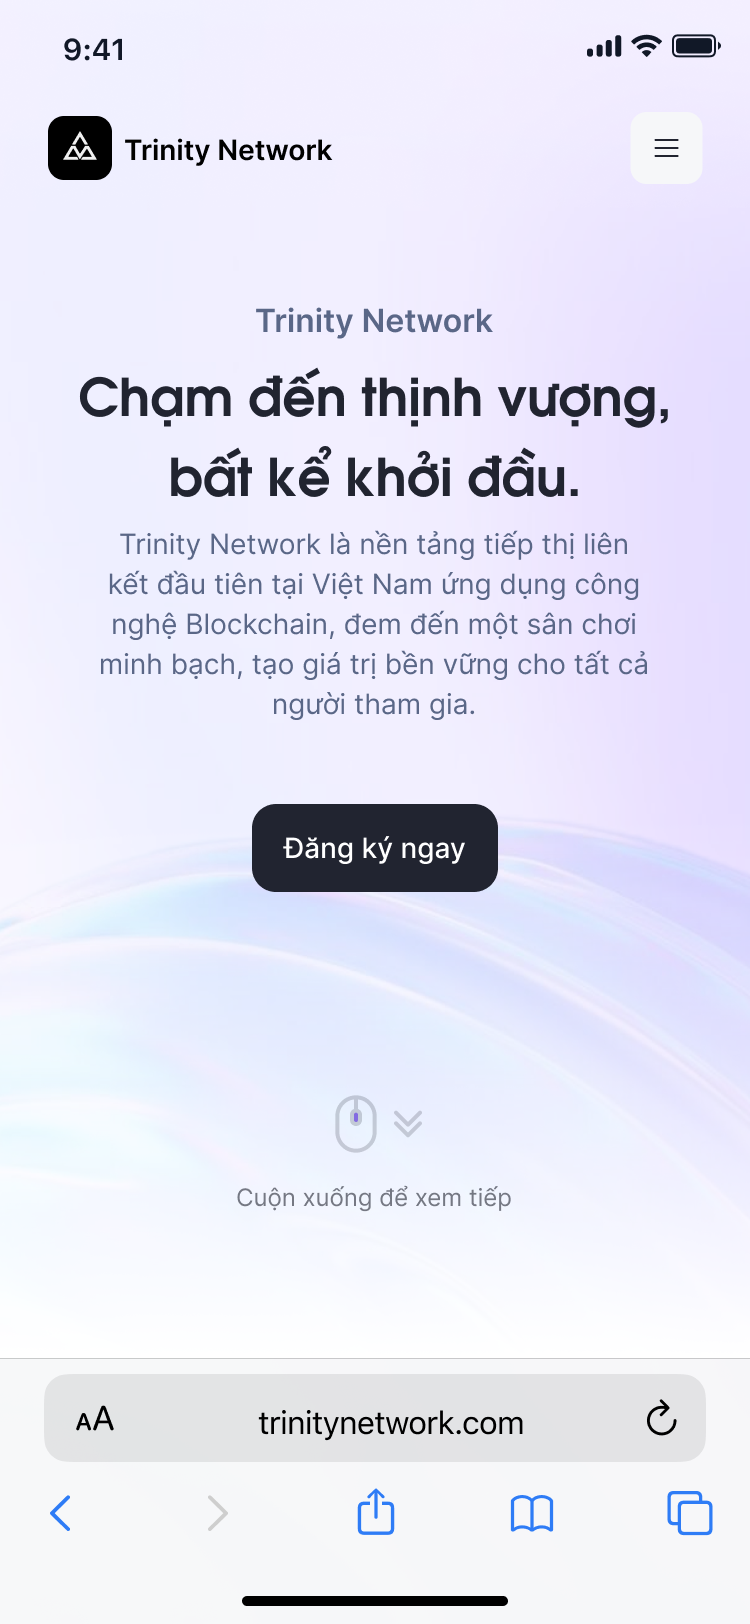 9:41
Trinity Network
Trinity Network
Chạm đến thịnh vượng,
bất kể khởi đầu.
Trinity Network là nền tảng tiếp thị liên
kết đầu tiên tại Việt Nam ứng dụng công
nghệ Blockchain, đem đến một sân chơi
minh bạch, tạo giá trị bền vững cho tất cả
người tham gia.
Đăng ký ngay
Cuộn xuống để xem tiếp
AA
trinitynetwork.com